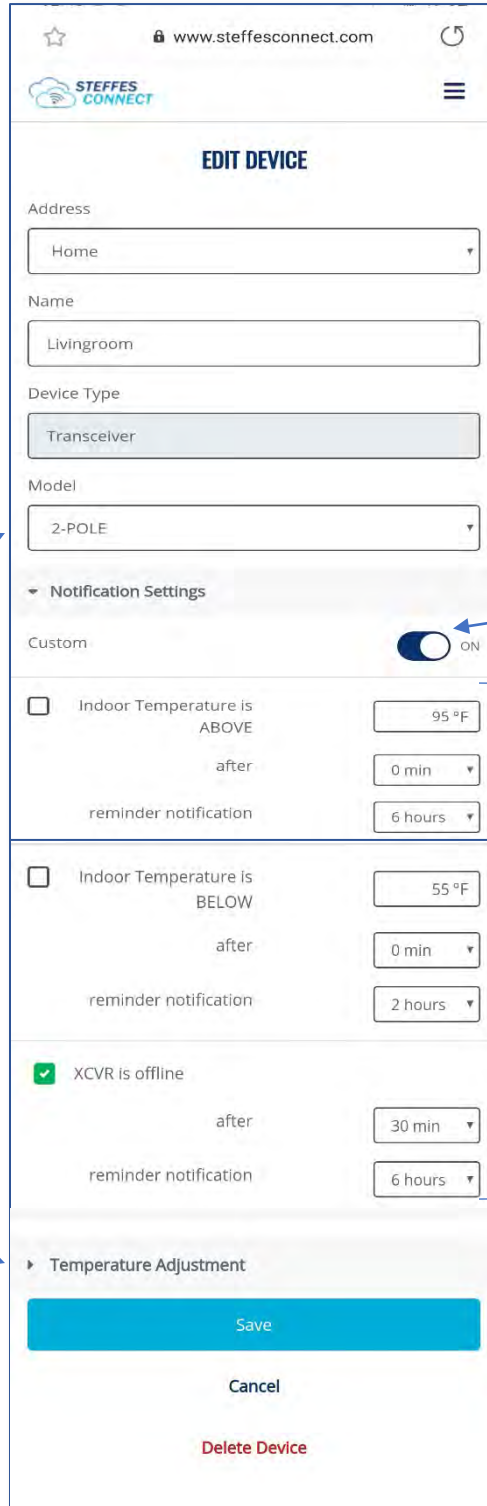 www.steffesconnect.com
STEFFES
CONNECT
EDIT DEVICE
Address
Home
Name
Livingroom
Device Type
Transceiver
Model
2-POLE
Notification Settings
Custom
ON
Indoor Temperature is
ABOVE
95 °F
after
0 min
reminder notification
6 hours
Indoor Temperature is
BELOW
55 °F
after
0 min
reminder notification
2 hours
XCVR is offline
after
30 min
reminder notification
6 hours
Temperature Adjustment
Save
Cancel
Delete Device